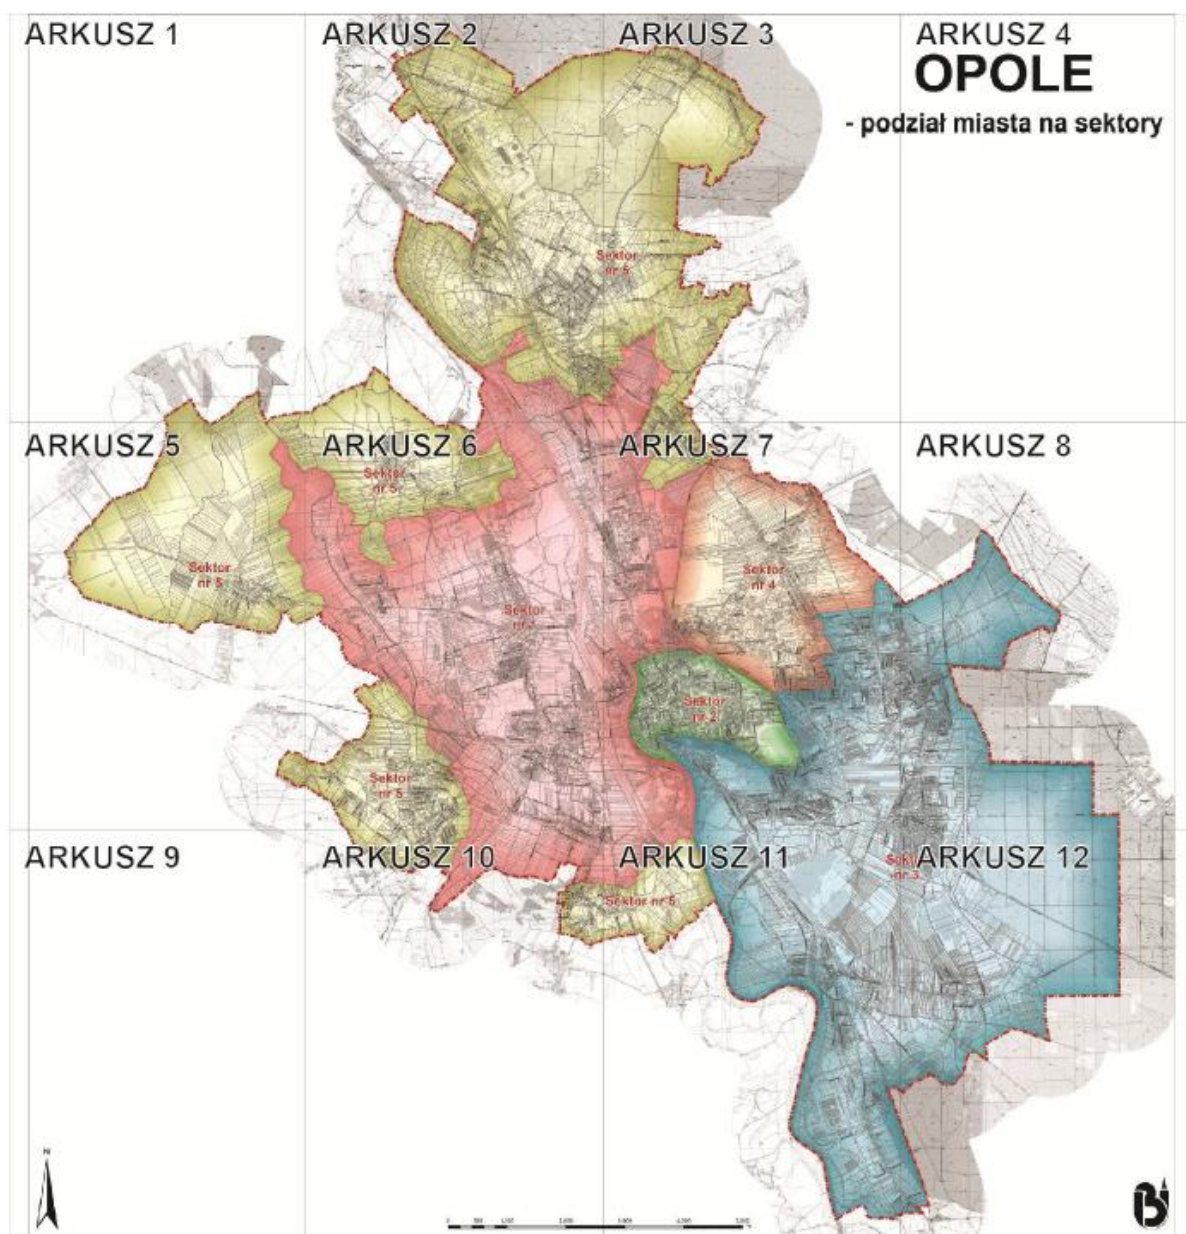 ARKUSZ 1
ARKUSZ 2
ARKUSZ 3
ARKUSZ 4
OPOLE
- podział miasta na sektory
Sektor
nr 5
ARKUSZ 5
ARKUSZ 6
ARKUSZ 7
ARKUSZ 8
Sektor
nr 5
Sektor
nr 5
Sektor
nr 4
Sektor
Sektor
nr 2
Sektor
nr 5
ARKUSZ 9
ARKUSZ 10
ARKUSZ 11
ARKUSZ 12
nr 3
Sektor nr 5
N